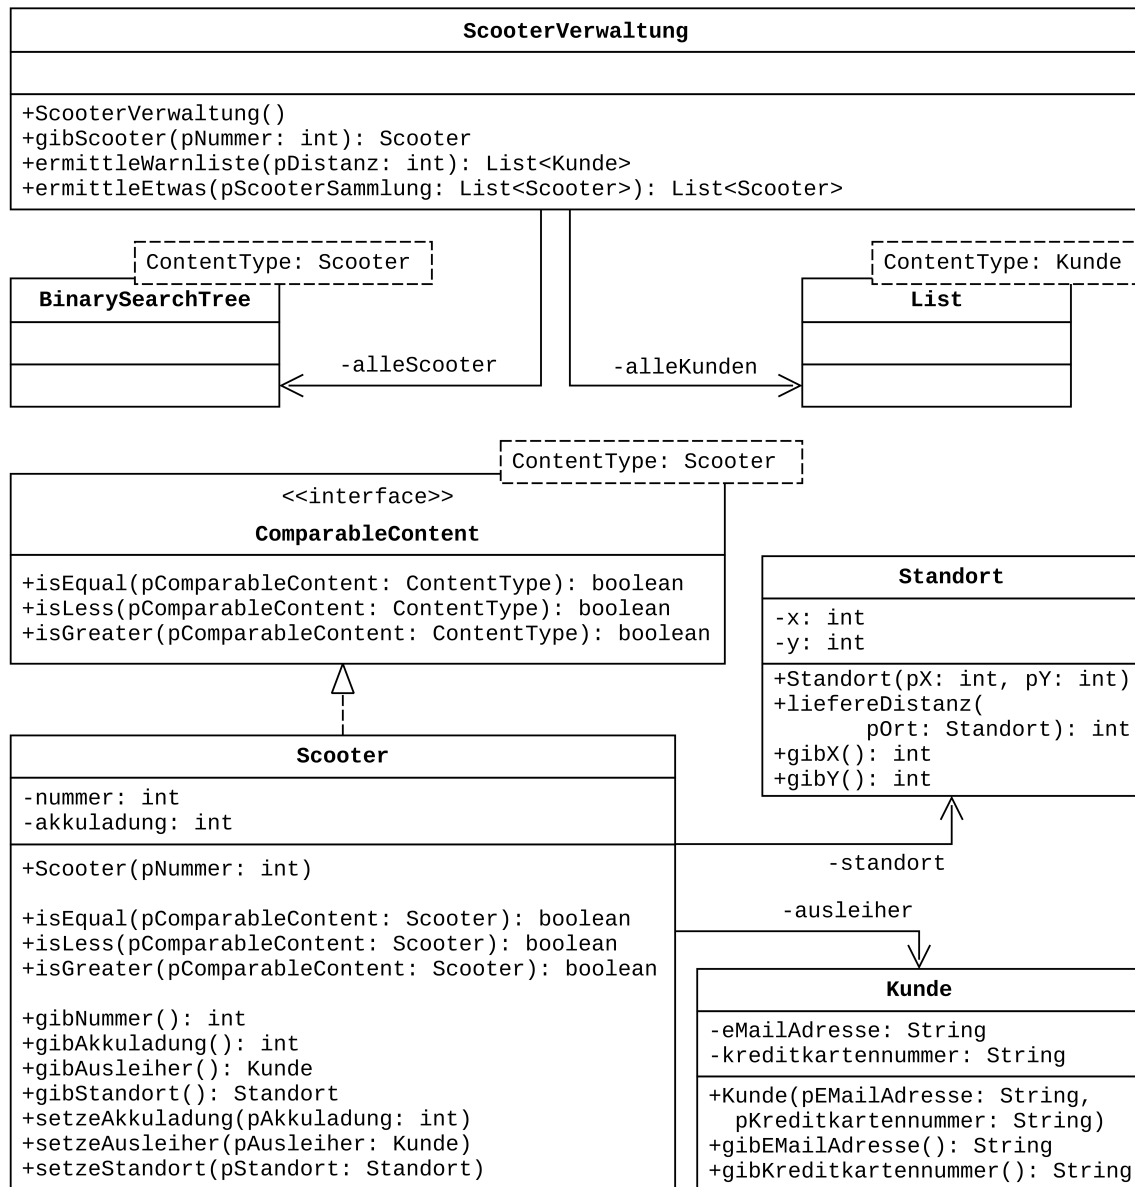 ScooterVerwaltung
+ScooterVerwaltung()
+gibScooter(pNummer: int): Scooter
+ermittleWarnliste(pDistanz: int): List<Kunde>
+ermittleEtwas(pScooterSammlung: List<Scooter>): List<Scooter>
ContentType: Scooter
BinarySearchTree
-alleScooter
ContentType: Kunde
List
-alleKunden
ContentType: Scooter
<<interface>>
ComparableContent
+isEqual(pComparableContent: ContentType): boolean
+isLess(pComparableContent: ContentType): boolean
+isGreater(pComparableContent: ContentType): boolean
Standort
-x: int
-y: int
+Standort(pX: int, pY: int)
+liefereDistanz(
pOrt: Standort): int
+gibX(): int
+gibY(): int
Scooter
-nummer: int
-akkuladung: int
+Scooter(pNummer: int)
+isEqual(pComparableContent: Scooter): boolean
+isLess(pComparableContent: Scooter): boolean
+isGreater(pComparableContent: Scooter): boolean
+gibNummer(): int
+gibAkkuladung(): int
+gibAusleiher(): Kunde
+gibStandort(): Standort
+setzeAkkuladung(pAkkuladung: int)
+setzeAusleiher(pAusleiher: Kunde)
+setzeStandort(pStandort: Standort)
-standort
-ausleiher
Kunde
-eMailAdresse: String
-kreditkartennummer: String
+Kunde(pEMailAdresse: String,
pKreditkartennummer: String)
+gibEMailAdresse(): String
+gibKreditkartennummer(): String